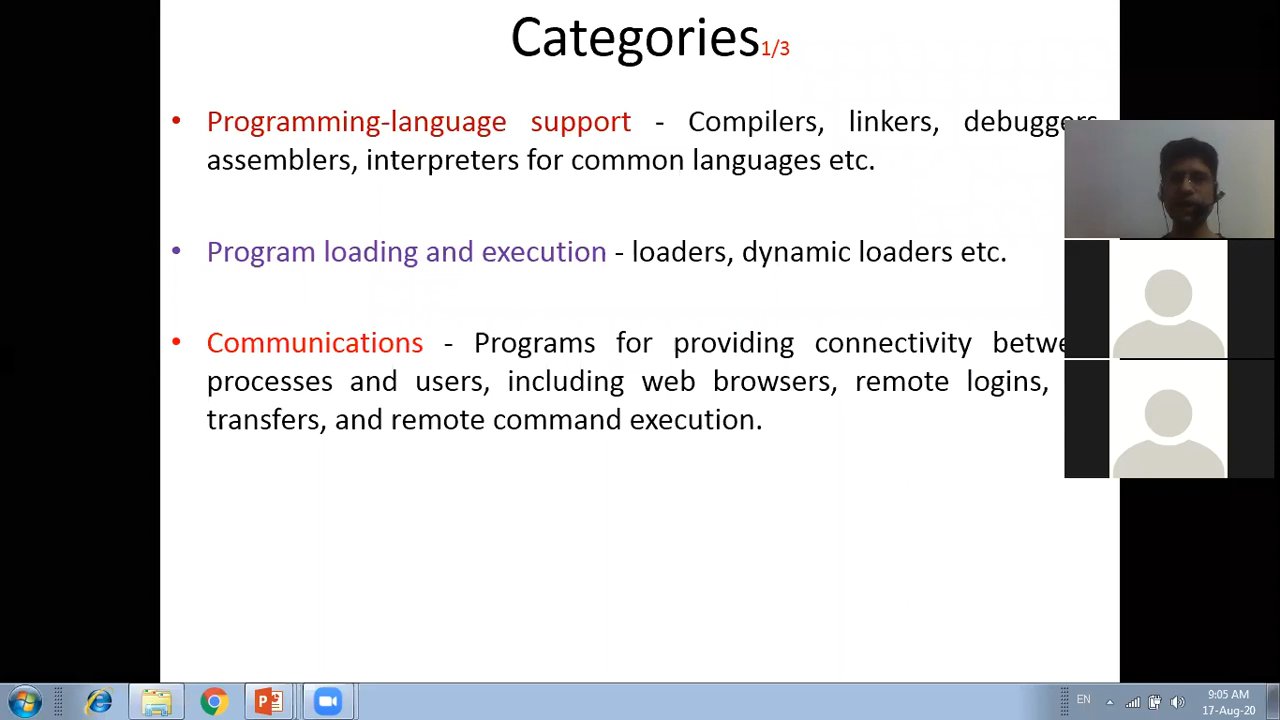 Categories1/3
• Programming-language support - Compilers, linkers, debuggers
assemblers, interpreters for common languages etc.
• Program loading and execution - loaders, dynamic loaders etc.
• Communications - Programs for providing connectivity
processes and users, including web browsers, remote logins,
transfers, and remote command execution.
EN
9:05 AM
17-Aug-20